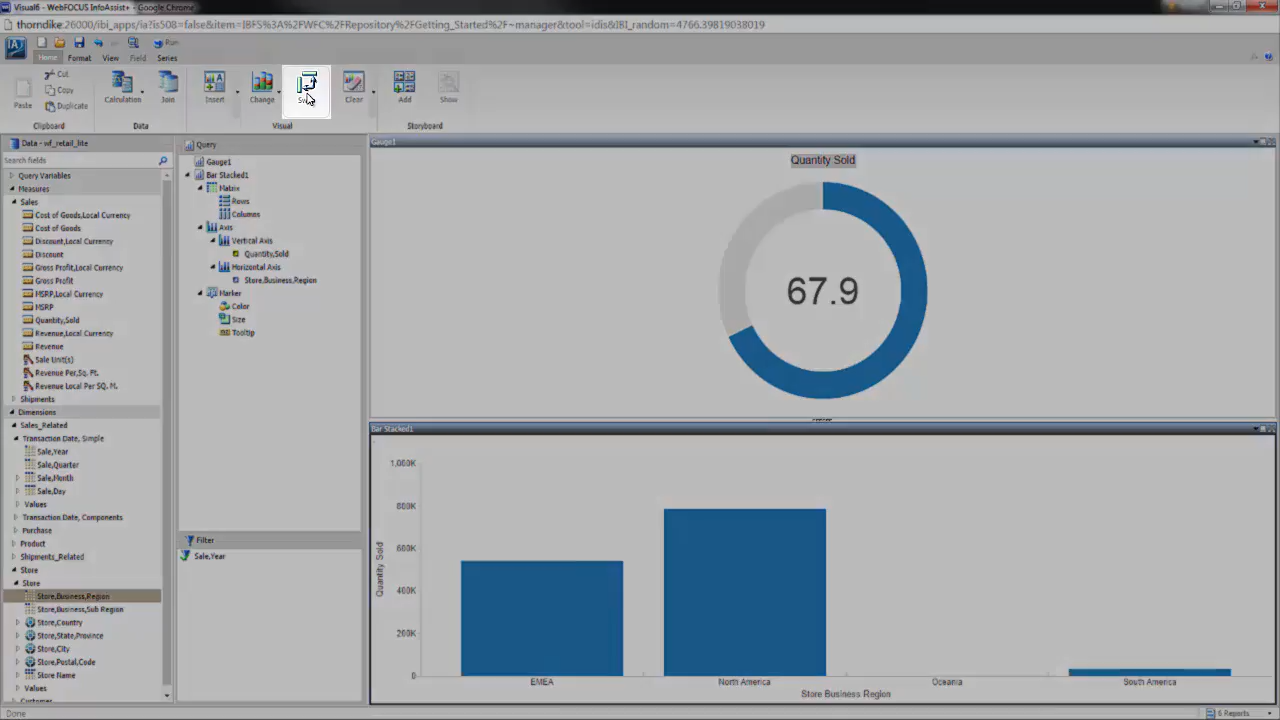 Visual6 - WebFOCUS InfoAssist+ - Google Chrome
thorndike:26000/ibi_apps/ia?is508=false&item=IBFS%3A%2FWFC%2FRepository%2FGetting_Started%2F~manager&tool=idis&IBI_random=4766.39819038019
IA
Run
Home Format View Field Series
Paste
Cut
Copy
Duplicate
Calculation
Join
Insert
Change
Clear
Add
Show
Clipboard
Data
Visual
Storyboard
Data - wf_retail_lite
Search fields
Query Variables
Measures
Sales
Cost of Goods,Local Currency
Cost of Goods
Discount,Local Currency
Discount
Gross Profit,Local Currency
Gross Profit
MSRP,Local Currency
MSRP
Quantity,Sold
Revenue,Local Currency
Revenue
Sale Unit(s)
Revenue Per,Sq. Ft.
Revenue Local Per SQ. M.
Shipments
Dimensions
Sales_Related
Transaction Date, Simple
Sale,Year
Sale,Quarter
Sale,Month
Sale,Day
Values
Transaction Date, Components
Purchase
Product
Shipments_Related
Store
Store
Store,Business,Region
Store,Business,Sub Region
Store,Country
Store,State,Province
Store,City
Store,Postal,Code
Store Name
Values
Customer
Query
Gauge1
Bar Stacked1
Matrix
Rows
Columns
Axis
Vertical Axis
Quantity,Sold
Horizontal Axis
Store,Business,Region
Marker
Color
Size
Tooltip
Filter
Sale,Year
Gauge1
Quantity Sold
67.9
Bar Stacked1
1,000K
800K
600K
400K
200K
0
Quantity Sold
EMEA
North America
Oceania
South America
Store Business Region
Done
6 Reports